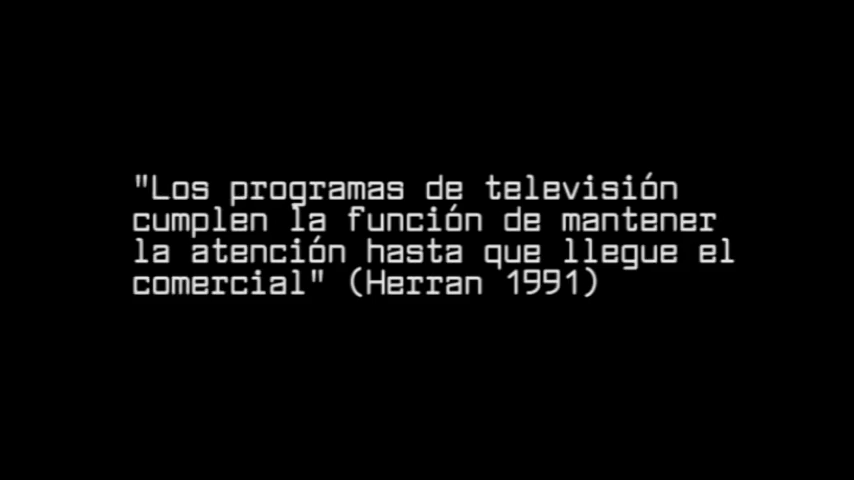 "Los programas de televisión
cumplen la función de mantener
la atención hasta que llegue el
comercial" (Herran 1991)